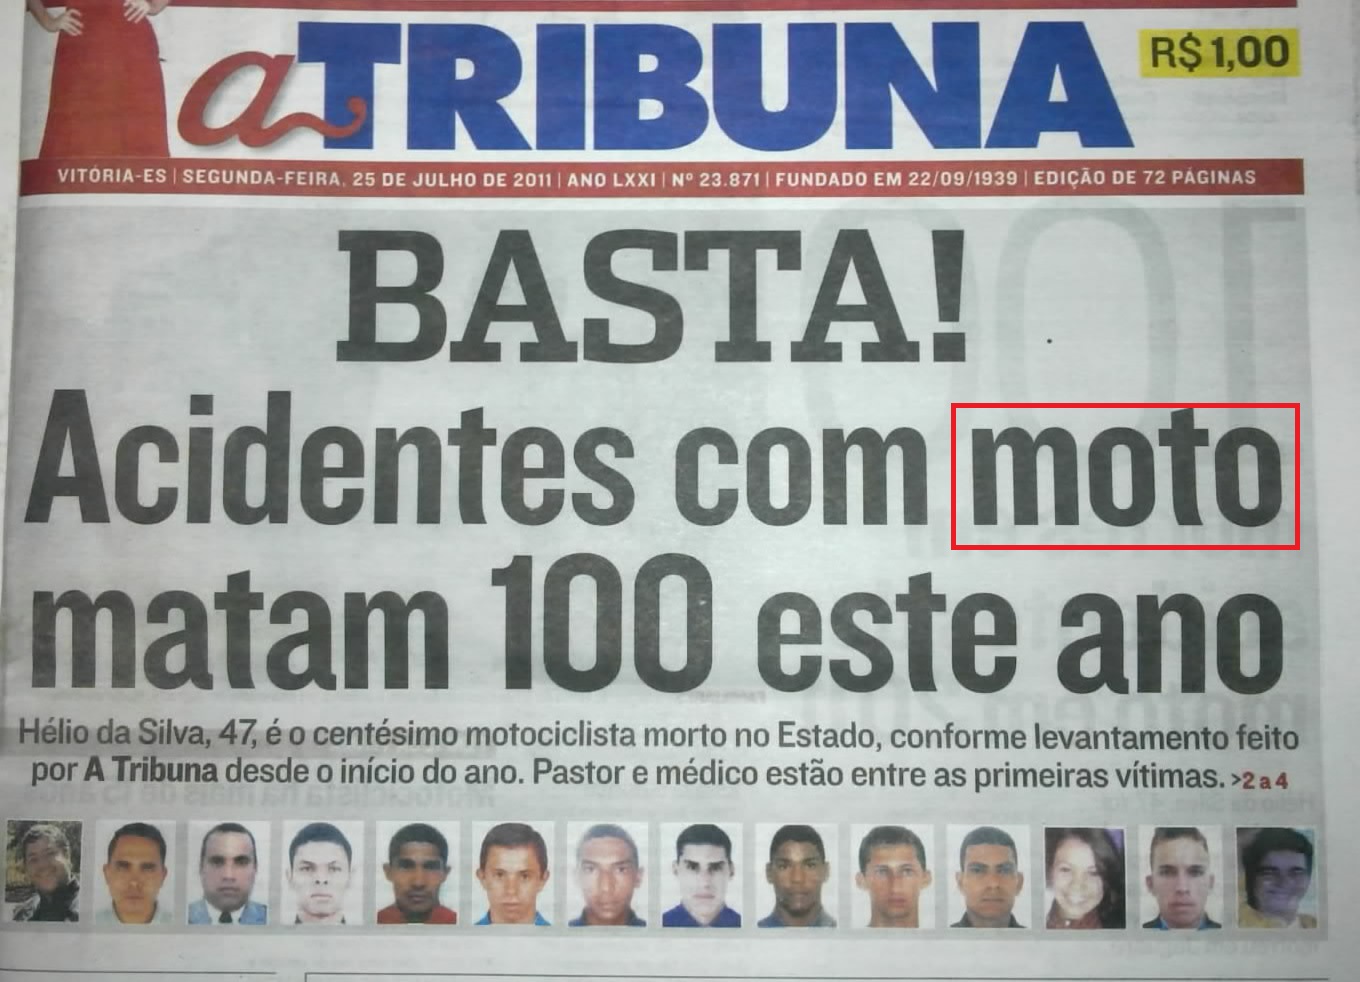 a TRIBUNA
R$ 1,00
VITÓRIA-ES | SEGUNDA-FEIRA, 25 DE JULHO DE 2011 | ANO LXXI | Nº 23.871 | FUNDADO EM 22/09/1939 | EDIÇÃO DE 72 PÁGINAS
BASTA!
Acidentes com moto
matam 100 este ano
Hélio da Silva, 47, é o centésimo motociclista morto no Estado, conforme levantamento feito
por A Tribuna desde o início do ano. Pastor e médico estão entre as primeiras vítimas. >2 a 4